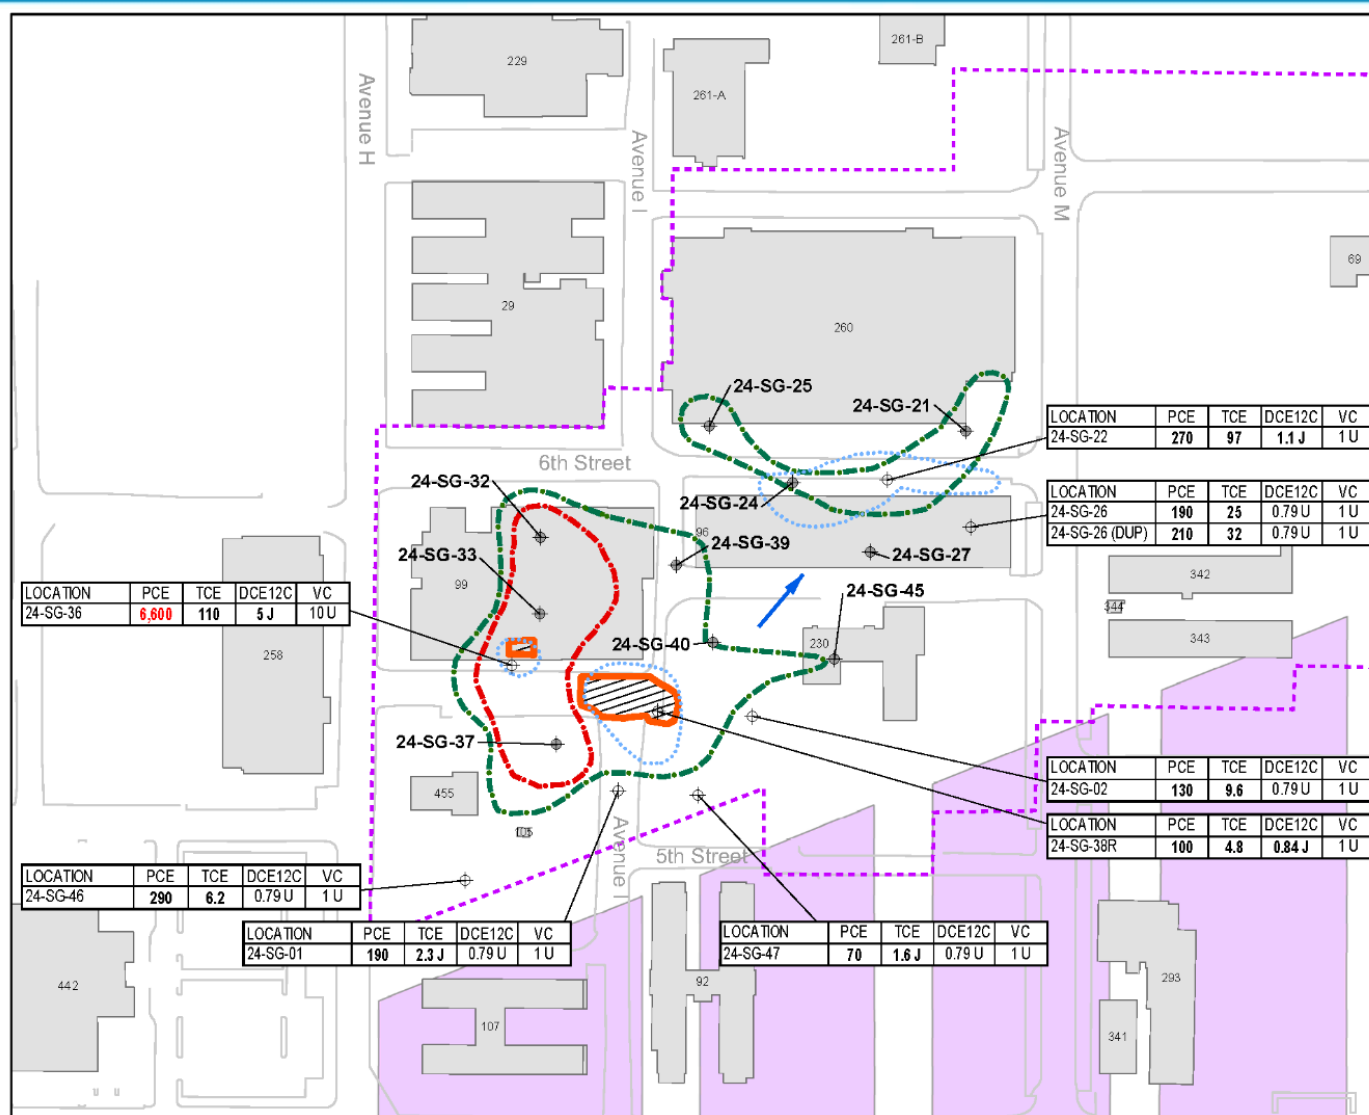 229
261-B
261-A
Avenue H
Avenue I
Avenue M
29
260
69
24-SG-25
24-SG-21
LOCATION PCE TCE DCE12C VC
24-SG-22 270 97 1.1 J 1 U
6th Street
24-SG-32
24-SG-24
LOCATION PCE TCE DCE12C VC
24-SG-26 190 25 0.79 U 1 U
24-SG-26 (DUP) 210 32 0.79 U 1 U
96
24-SG-39
24-SG-33
24-SG-27
99
342
344
343
24-SG-45
LOCATION PCE TCE DCE12C VC
24-SG-36 6,600 110 5 J 10 U
258
24-SG-40
230
24-SG-37
455
LOCATION PCE TCE DCE12C VC
24-SG-02 130 9.6 0.79 U 1 U
LOCATION PCE TCE DCE12C VC
24-SG-38R 100 4.8 0.84 J 1 U
Avenue I
5th Street
LOCATION PCE TCE DCE12C VC
24-SG-46 290 6.2 0.79 U 1 U
LOCATION PCE TCE DCE12C VC
24-SG-01 190 2.3 J 0.79 U 1 U
LOCATION PCE TCE DCE12C VC
24-SG-47 70 1.6 J 0.79 U 1 U
442
92
293
107
341